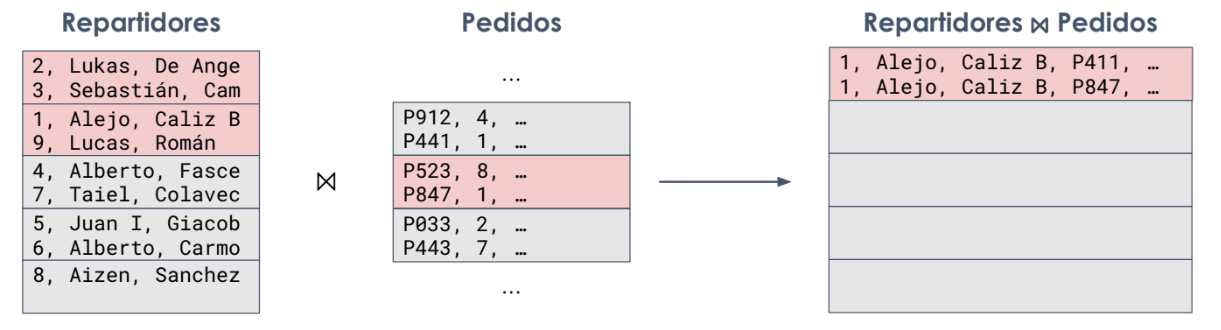 Repartidores
2, Lukas, De Ange
3, Sebastián, Cam
1, Alejo, Caliz B
9, Lucas, Román
4, Alberto, Fasce
7, Taiel, Colavec
5, Juan I, Giacob
6, Alberto, Carmo
8, Aizen, Sanchez
⋈
Pedidos
...
P912, 4, …
P441, 1, …
P523, 8, …
P847, 1, …
P033, 2, …
P443, 7, …
...
Repartidores ⋈ Pedidos
1, Alejo, Caliz B, P411, …
1, Alejo, Caliz B, P847, …